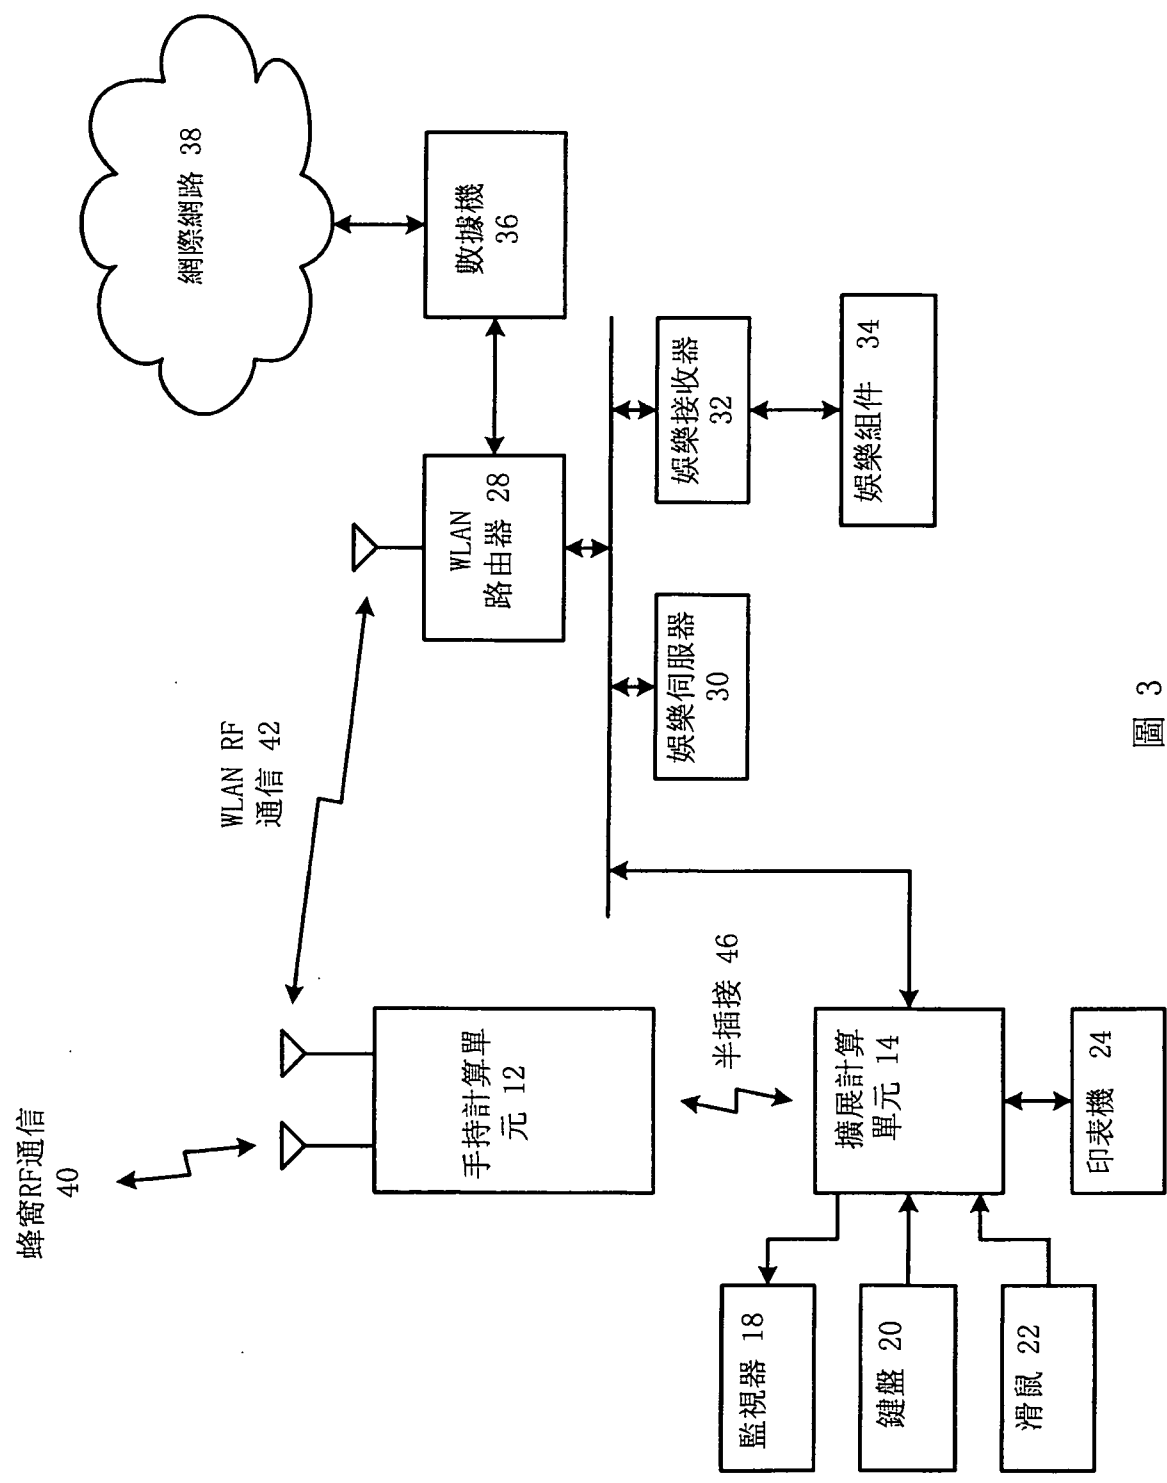 蜂窩RF通信
40
WLAN RF
通信 42
網際網路 38
手持計算單
元 12
WLAN
路由器 28
數據機
36
半插接 46
娛樂伺服器
30
娛樂接收器
32
監視器 18
鍵盤 20
滑鼠 22
擴展計算
單元 14
娛樂組件 34
印表機 24
圖 3